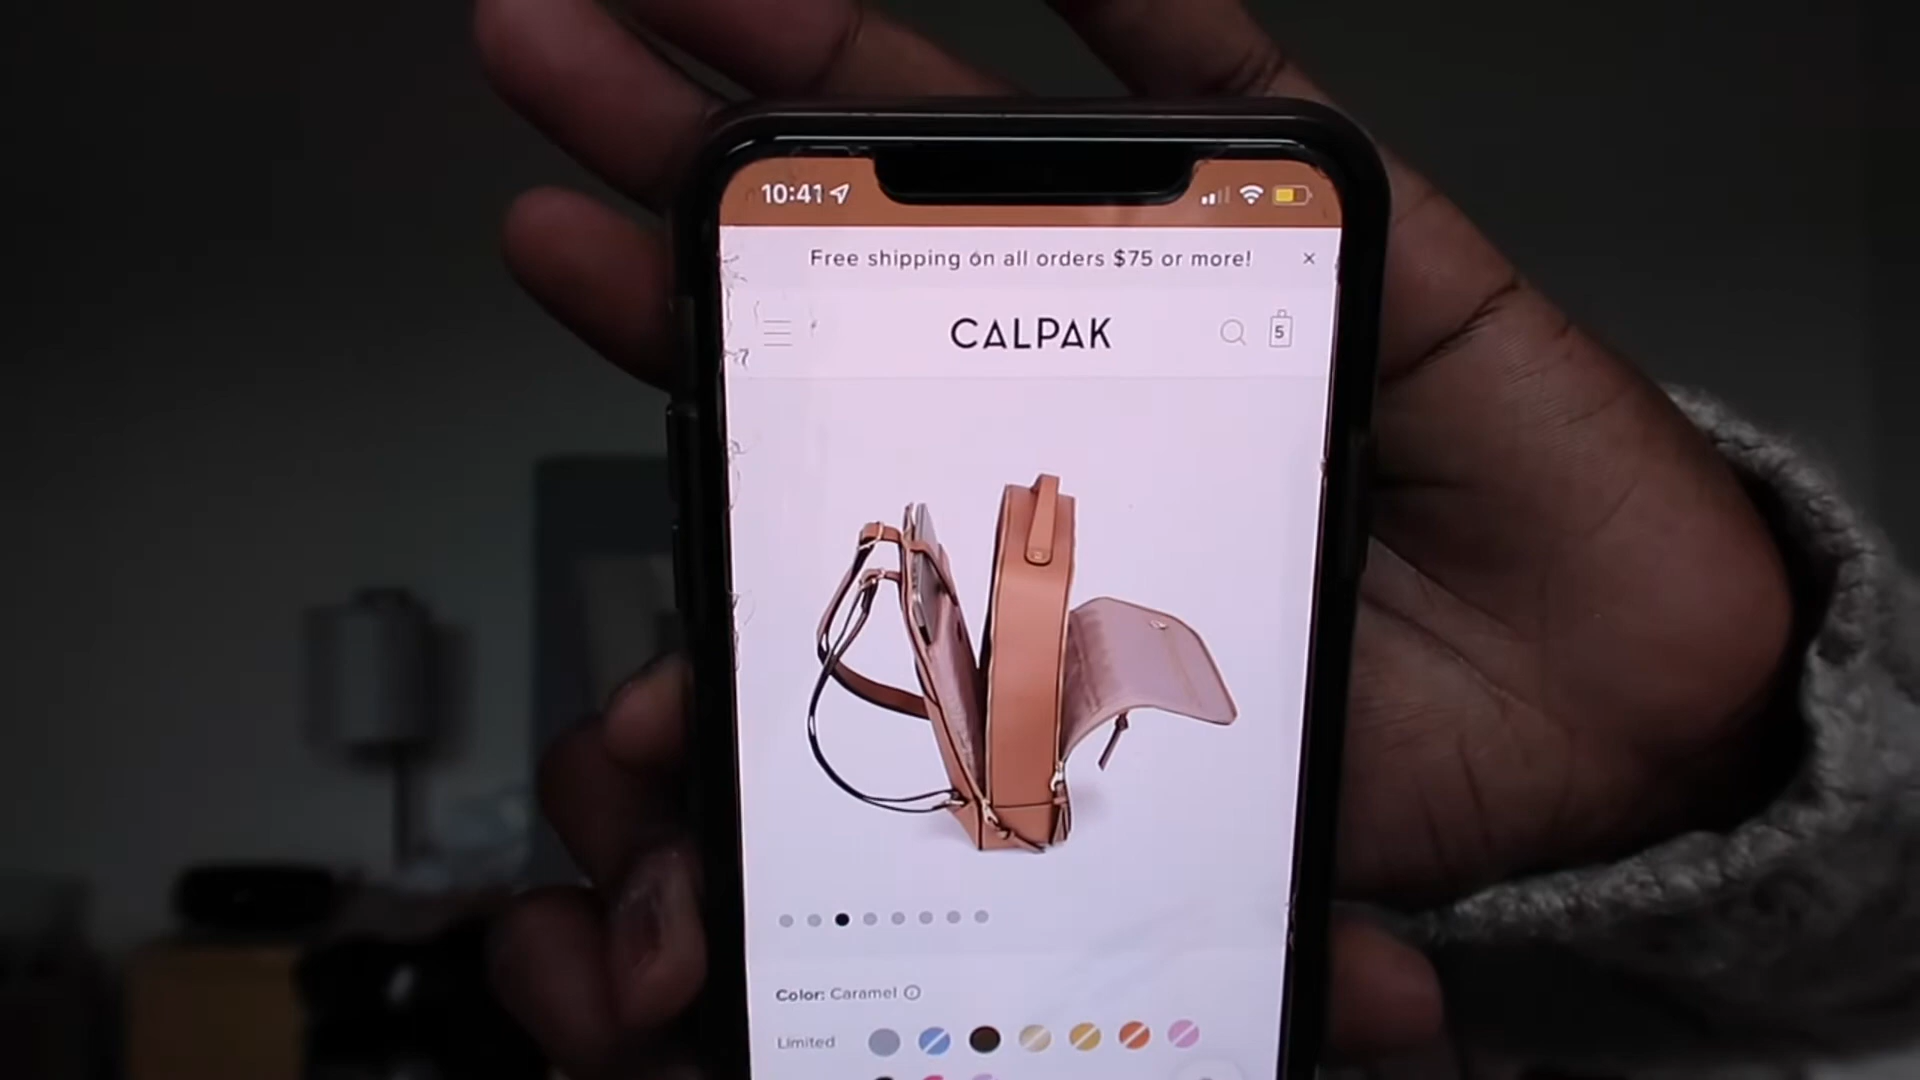 10:41
Free shipping on all orders $75 or more!
CALPAK
5
Color: Caramel
Limited